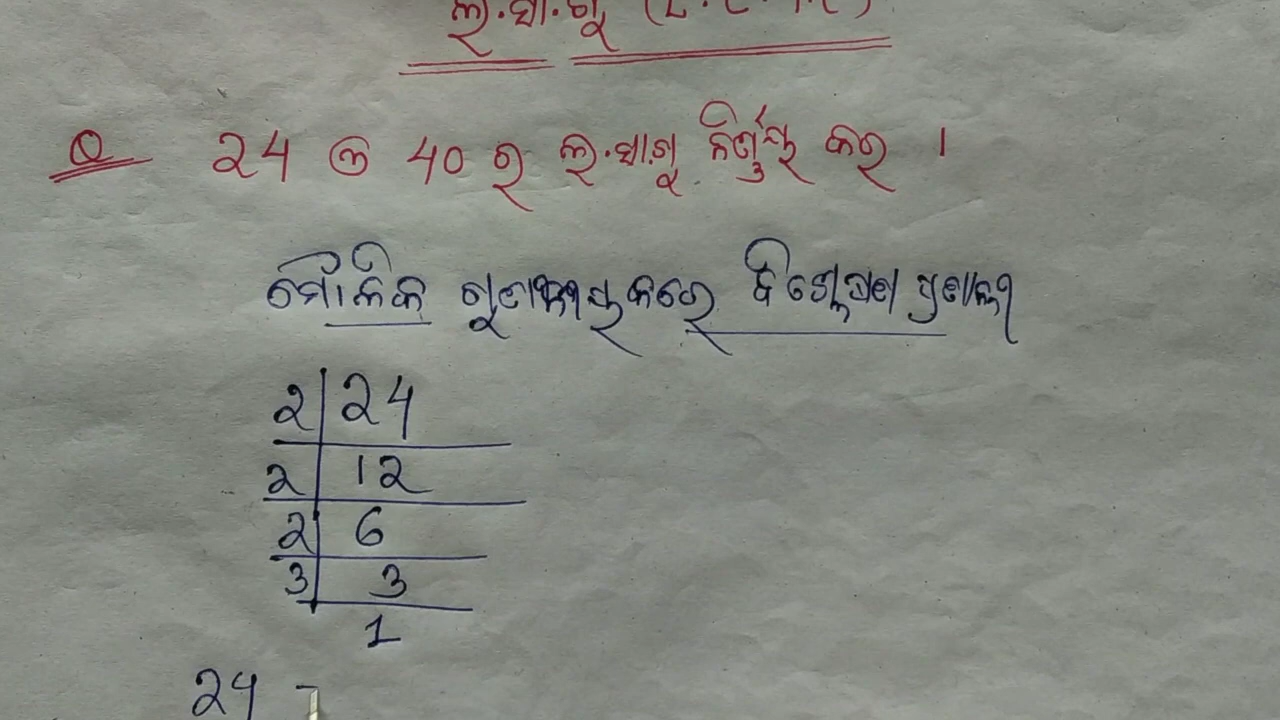 ଲ.ସା.ଗୁ (L.C.M.)
Q 24 ଓ 40 ର ଲ.ସା.ଗୁ ନିର୍ଣ୍ଣୟ କର ।
ମୌଳିକ ଗୁଣନୀୟକରେ ବିଶ୍ଳେଷଣ ପ୍ରଣାଳୀ
2 24
2 12
2 6
3 3
1
24 =